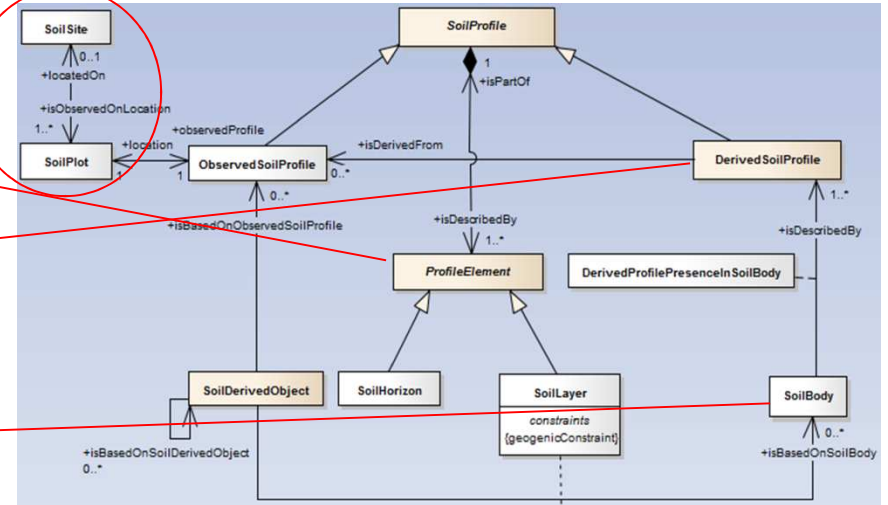 SoilSite
SoilProfile
0..1
+locatedOn
1
+isPartOf
+isObservedOnLocation
1..*
+location
+observedProfile
+isDerivedFrom
SoilPlot
1
1
ObservedSoilProfile
0..*
DerivedSoilProfile
0..*
1..*
+isBasedOnObservedSoilProfile
+isDescribedBy
1..*
+isDescribedBy
ProfileElement
DerivedProfilePresenceInSoilBody
SoilDerivedObject
SoilHorizon
SoilLayer
constraints
{geogenicConstraint}
SoilBody
+isBasedOnSoilDerivedObject
0..*
0..*
+isBasedOnSoilBody